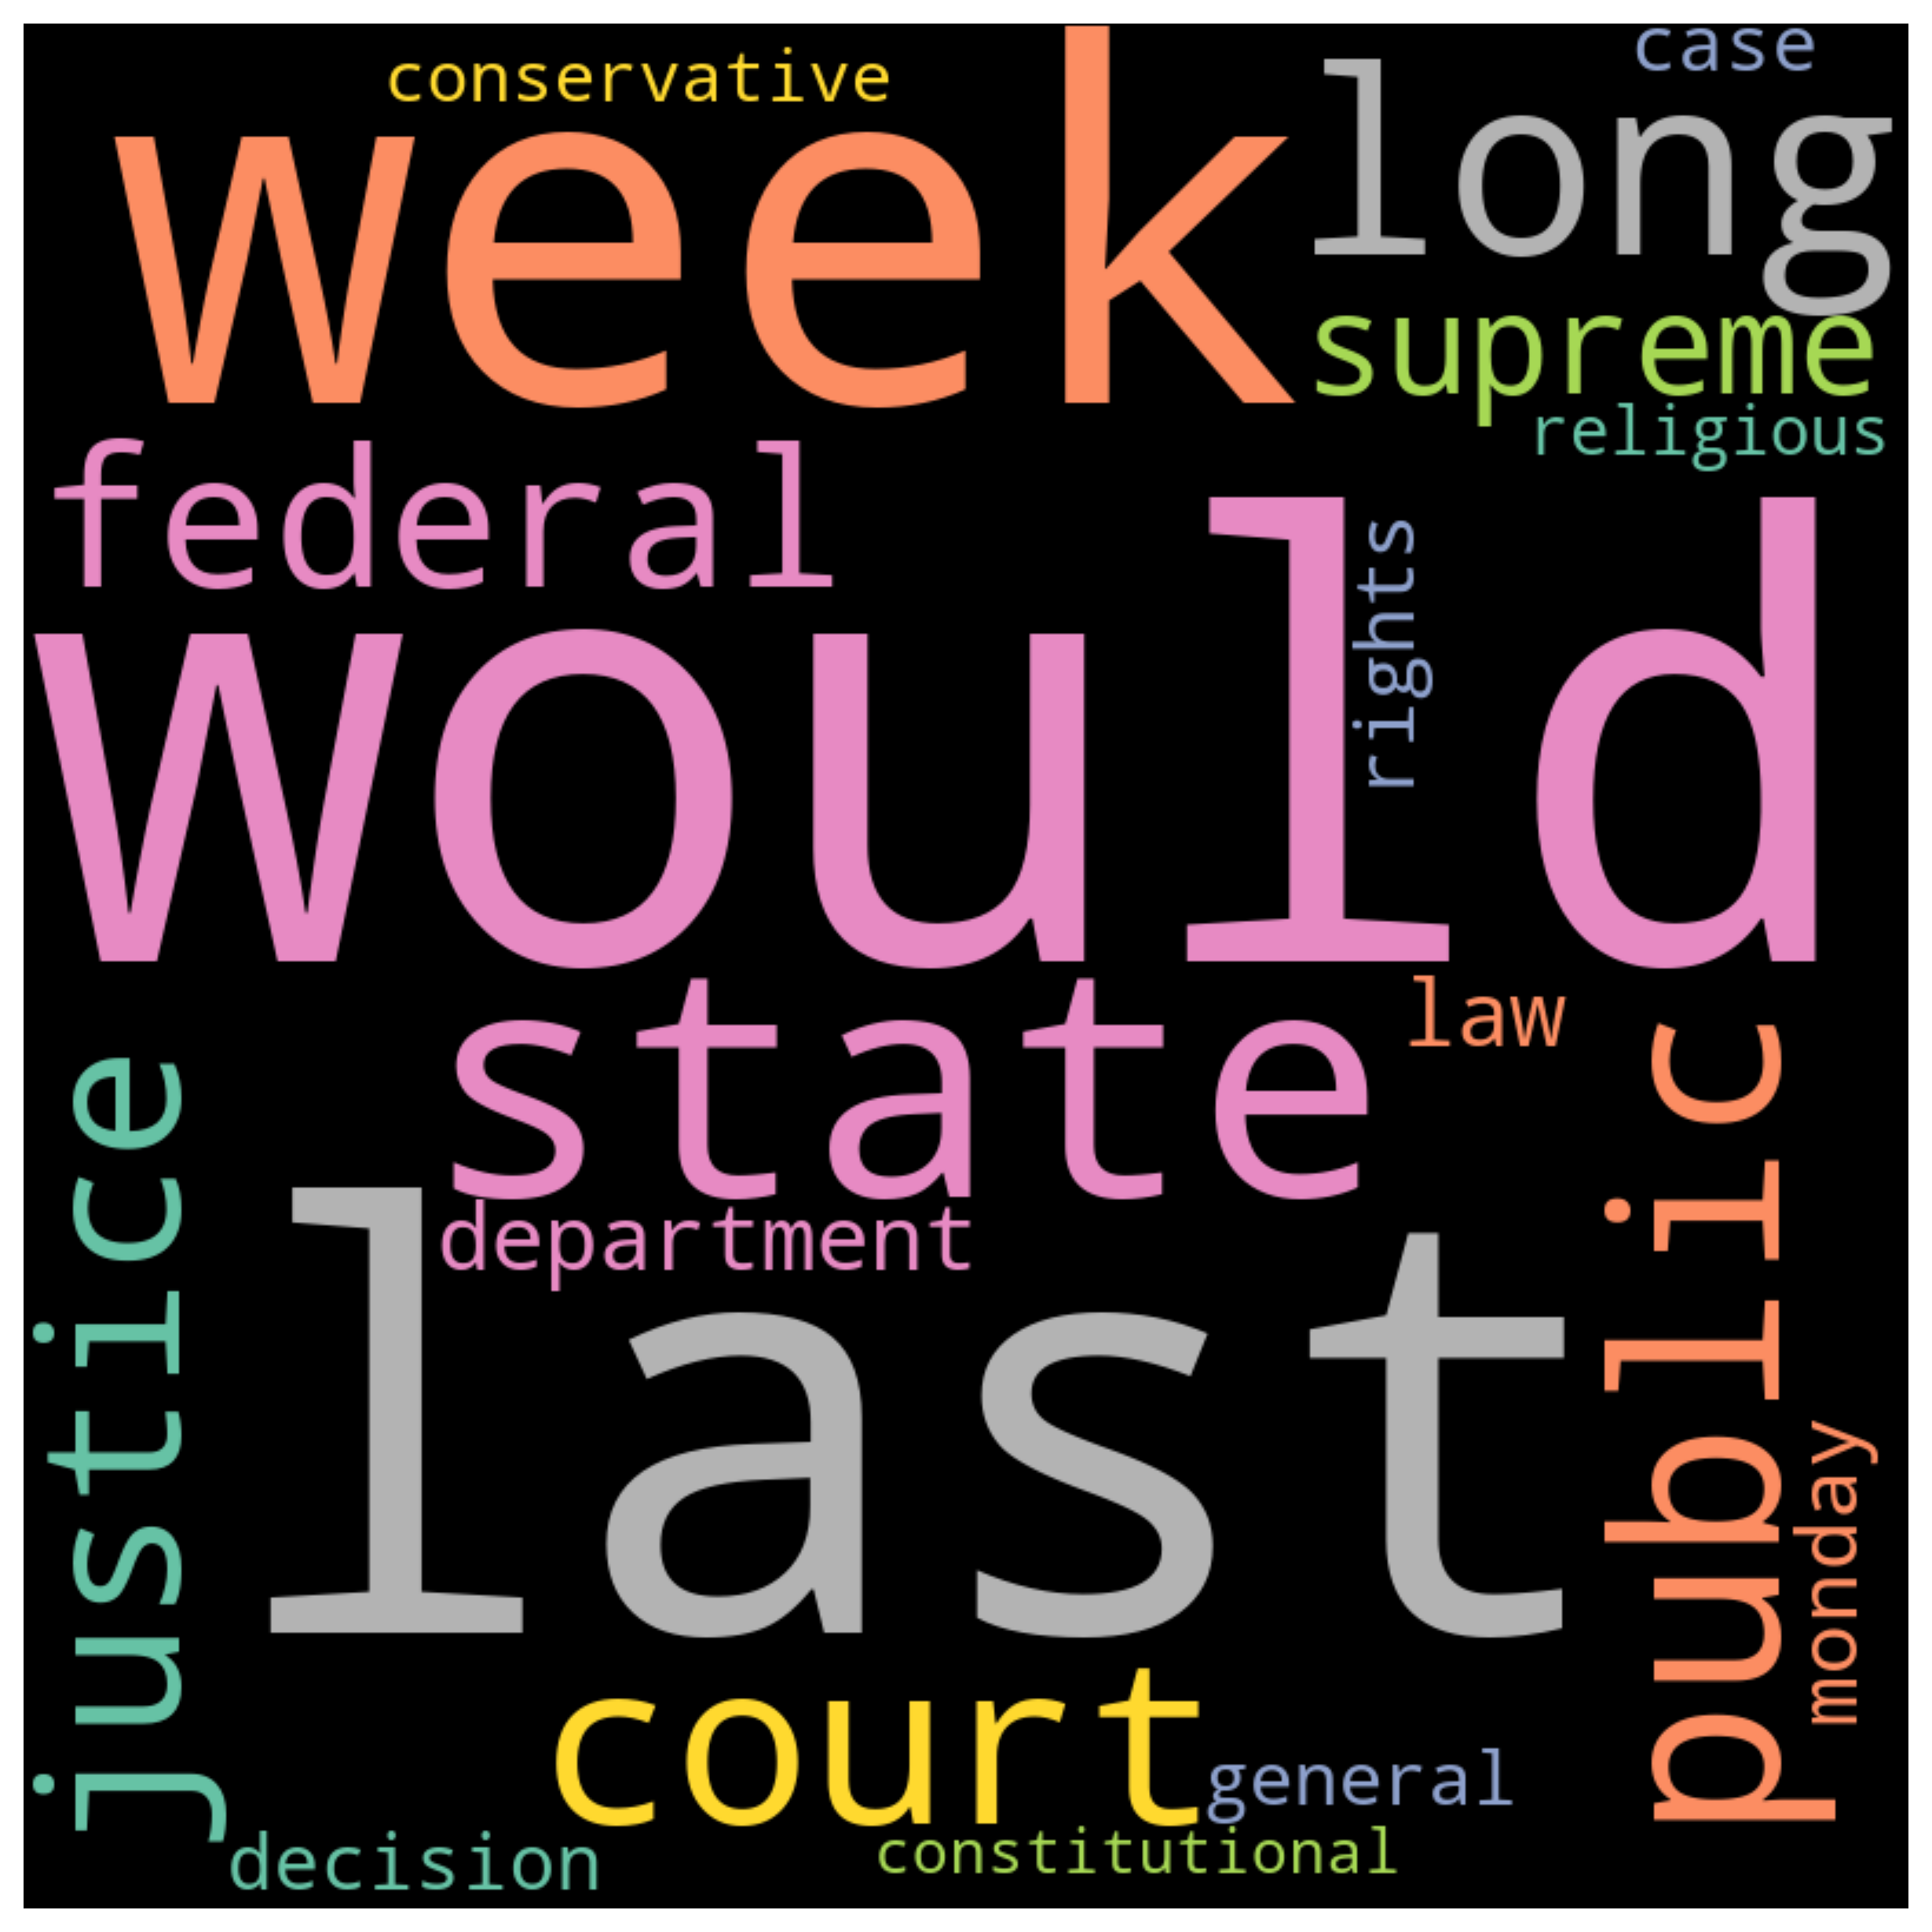 case
conservative
week
long
supreme
religious
federal
rights
would
law
state
public
justice
department
last
monday
court
general
constitutional
decision